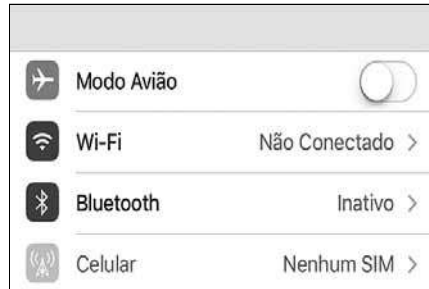 Modo Avião
Wi-Fi Não Conectado
Bluetooth Inativo
Celular Nenhum SIM